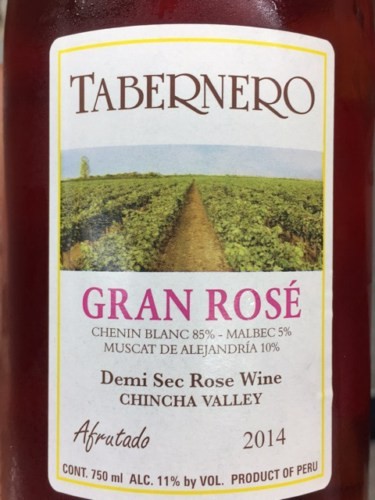 TABERNERO
GRAN ROSÉ
CHENIN BLANC 85% - MALBEC 5%
MUSCAT DE ALEJANDRÍA 10%
Demi Sec Rose Wine
CHINCHA VALLEY
Afrutado 2014
CONT. 750 ml ALC. 11% by VOL. PRODUCT OF PERU